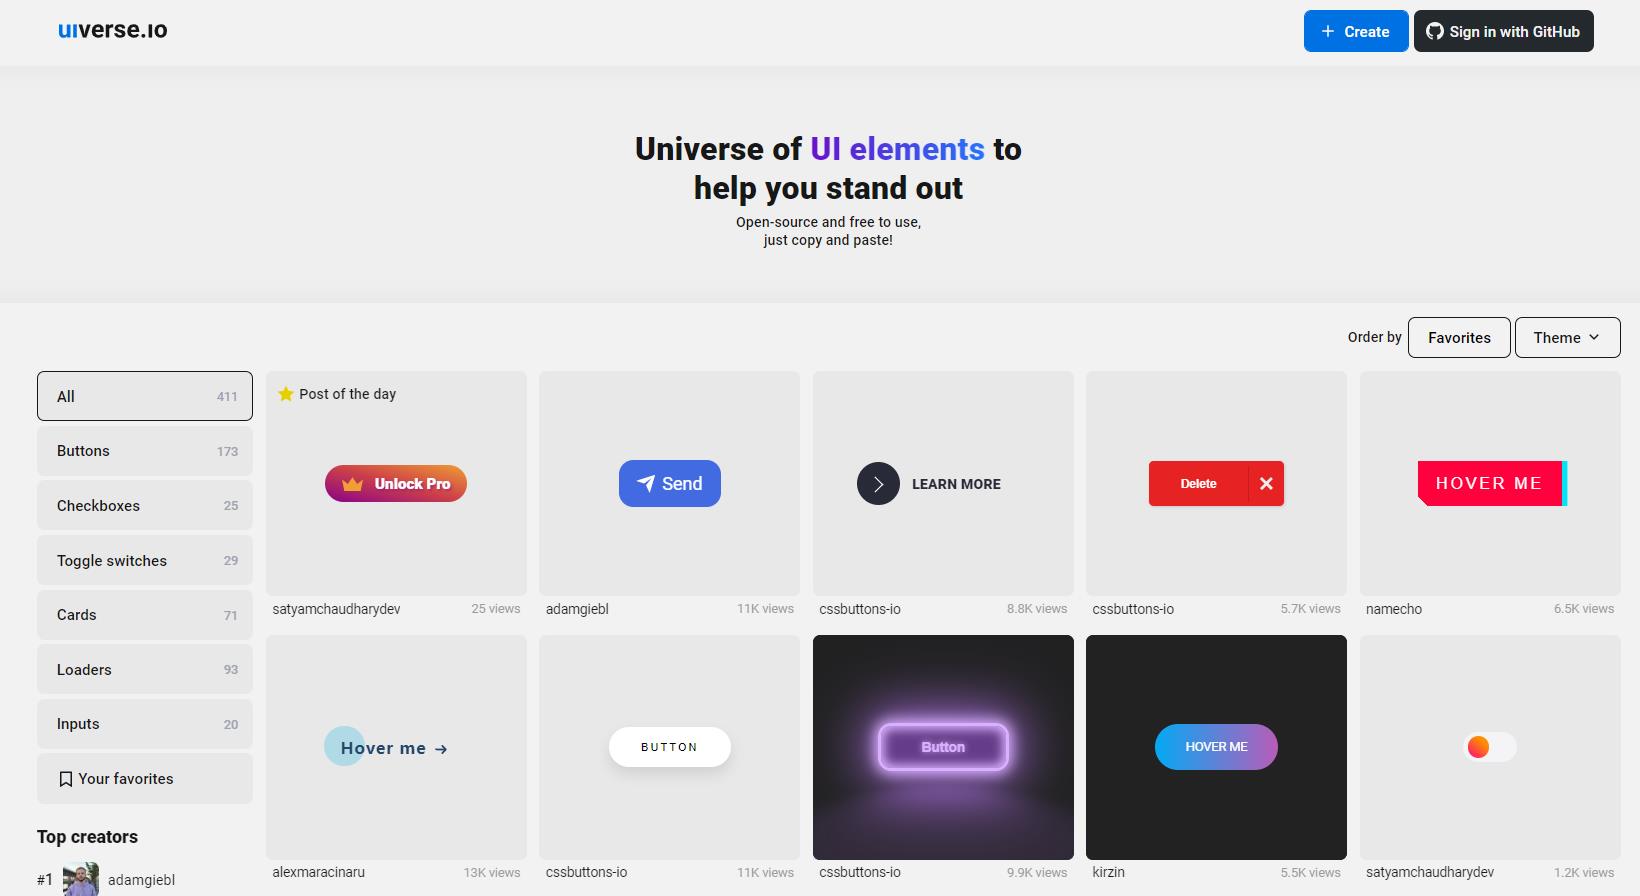 uiverse.io
Create
Sign in with GitHub
Universe of UI elements to
help you stand out
Open-source and free to use,
just copy and paste!
Order by
Favorites
Theme
All 411
Buttons 173
Checkboxes 25
Toggle switches 29
Cards 71
Loaders 93
Inputs 20
Your favorites
Top creators
#1 adamgiebl
Post of the day
Unlock Pro
satyamchaudharydev 25 views
Send
adamgiebl 11K views
LEARN MORE
cssbuttons-io 8.8K views
Delete
cssbuttons-io 5.7K views
HOVER ME
namecho 6.5K views
Hover me →
alexmaracinaru 13K views
BUTTON
cssbuttons-io 11K views
Button
cssbuttons-io 9.9K views
HOVER ME
kirzin 5.5K views
satyamchaudharydev 1.2K views